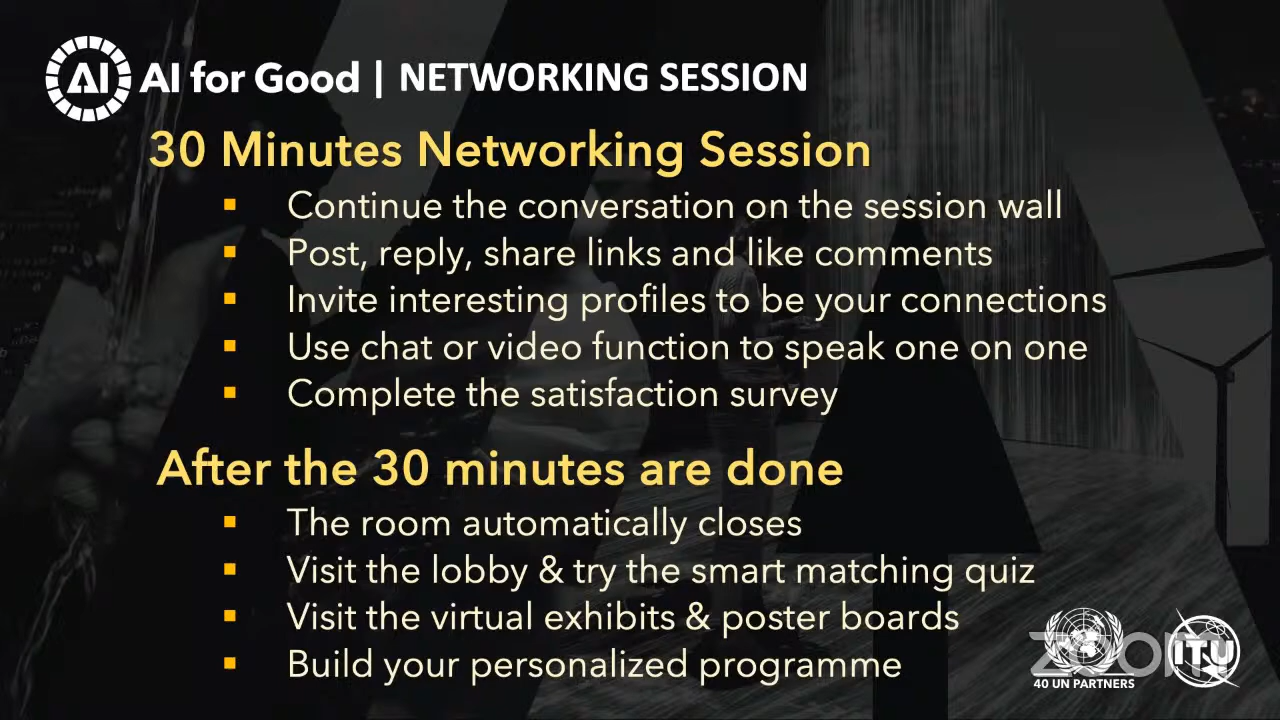 AI AI for Good | NETWORKING SESSION
30 Minutes Networking Session
Continue the conversation on the session wall
Post, reply, share links and like comments
Invite interesting profiles to be your connections
Use chat or video function to speak one on one
Complete the satisfaction survey
After the 30 minutes are done
The room automatically closes
Visit the lobby & try the smart matching quiz
Visit the virtual exhibits & poster boards
Build your personalized programme
zoom
ITU
40 UN PARTNERS